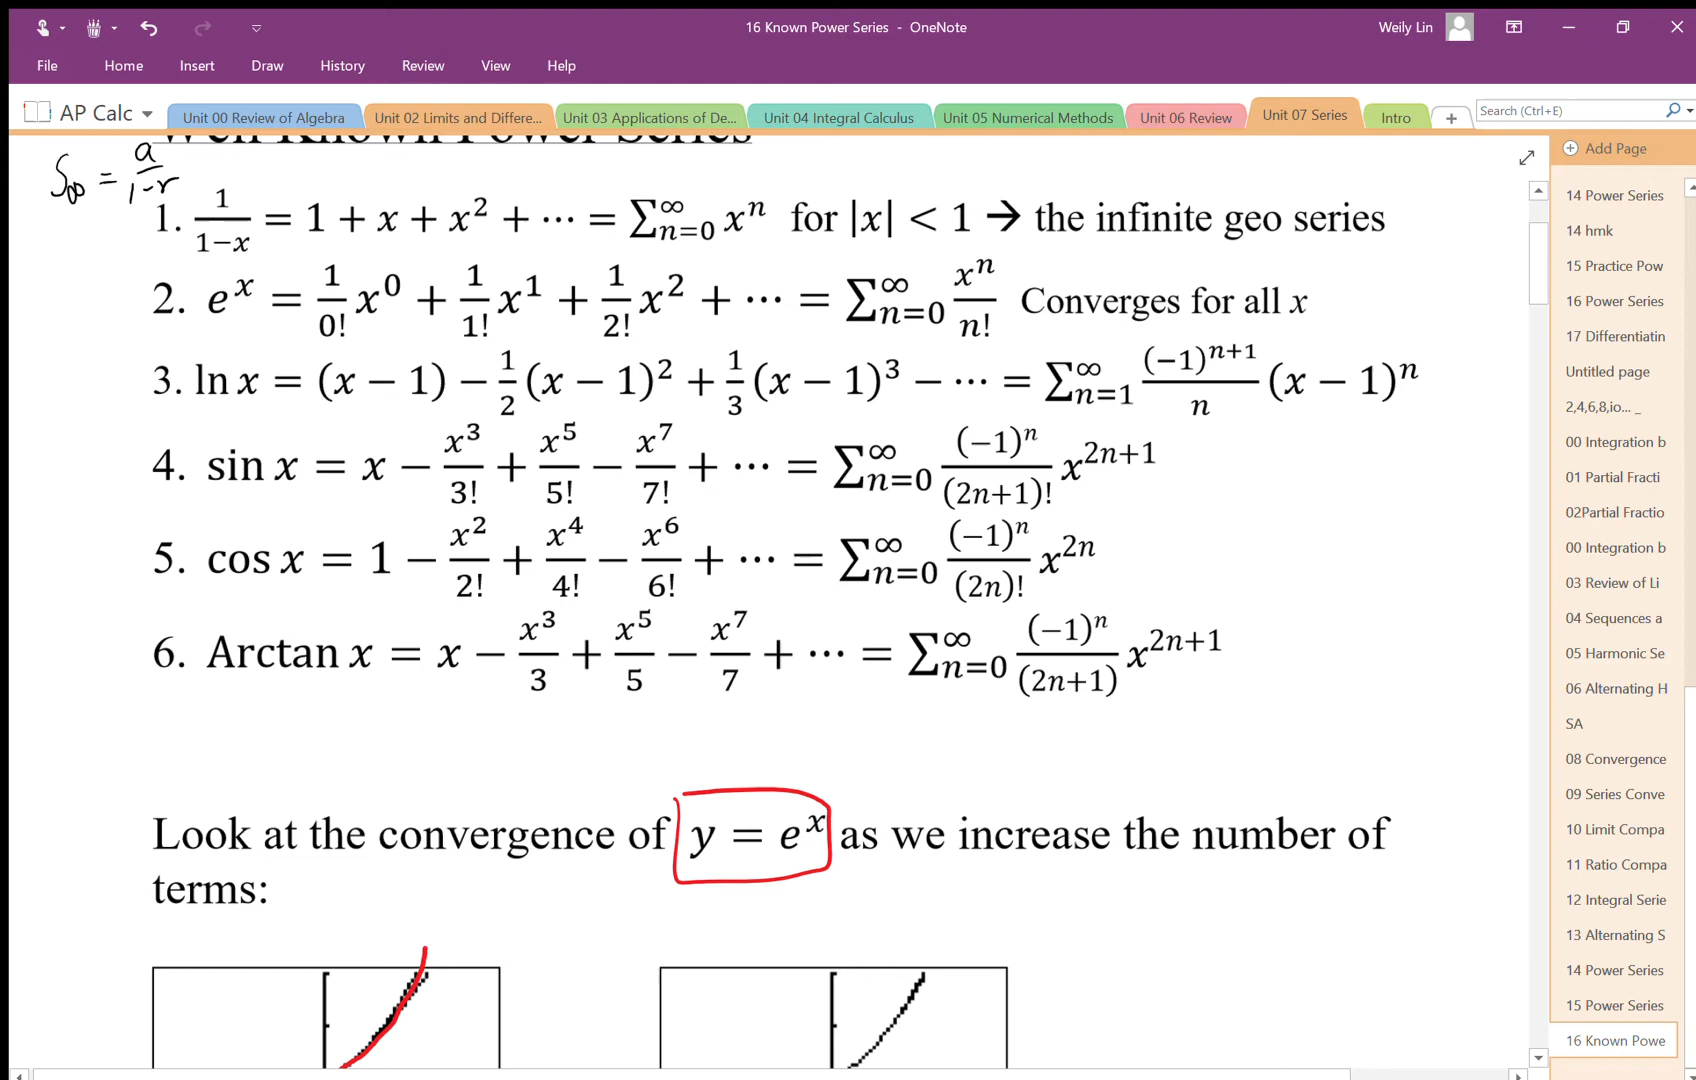 16 Known Power Series - OneNote
Weily Lin
File Home Insert Draw History Review View Help
AP Calc
Unit 00 Review of Algebra
Unit 02 Limits and Differe...
Unit 03 Applications of De...
Unit 04 Integral Calculus
Unit 05 Numerical Methods
Unit 06 Review
Unit 07 Series
Intro
Search (Ctrl+E)
S∞ = a/(1-r)
1. 1/(1−x) = 1 + x + x² + ⋯ = ∑_{n=0}^{∞} xⁿ for |x| < 1 → the infinite geo series
2. eˣ = 1/0! x⁰ + 1/1! x¹ + 1/2! x² + ⋯ = ∑_{n=0}^{∞} xⁿ/n! Converges for all x
3. ln x = (x − 1) − 1/2 (x − 1)² + 1/3 (x − 1)³ − ⋯ = ∑_{n=1}^{∞} (−1)ⁿ⁺¹/n (x − 1)ⁿ
4. sin x = x − x³/3! + x⁵/5! − x⁷/7! + ⋯ = ∑_{n=0}^{∞} (−1)ⁿ/(2n+1)! x²ⁿ⁺¹
5. cos x = 1 − x²/2! + x⁴/4! − x⁶/6! + ⋯ = ∑_{n=0}^{∞} (−1)ⁿ/(2n)! x²ⁿ
6. Arctan x = x − x³/3 + x⁵/5 − x⁷/7 + ⋯ = ∑_{n=0}^{∞} (−1)ⁿ/(2n+1) x²ⁿ⁺¹
Look at the convergence of y = eˣ as we increase the number of
terms:
Add Page
14 Power Series
14 hmk
15 Practice Pow
16 Power Series
17 Differentiatin
Untitled page
2,4,6,8,io... _
00 Integration b
01 Partial Fracti
02Partial Fractio
00 Integration b
03 Review of Li
04 Sequences a
05 Harmonic Se
06 Alternating H
SA
08 Convergence
09 Series Conve
10 Limit Compa
11 Ratio Compa
12 Integral Serie
13 Alternating S
14 Power Series
15 Power Series
16 Known Powe